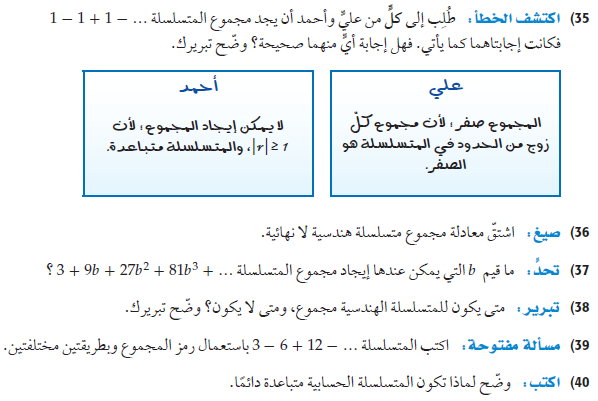 35) اكتشف الخطأ: طُلِب إلى كلٍّ من عليٍّ وأحمد أن يجد مجموع المتسلسلة 1 − 1 + 1 − …
فكانت إجابتاهما كما يأتي. فهل إجابة أيٍّ منهما صحيحة؟ وضّح تبريرك.
علي
المجموع صفر؛ لأن مجموع كلّ
زوج من الحدود في المتسلسلة هو
الصفر.
أحمد
لا يمكن إيجاد المجموع؛ لأن
|r| ≥ 1، والمتسلسلة متباعدة.
36) صيغ: اشتقّ معادلة مجموع متسلسلة هندسية لا نهائية.
37) تحدٍّ: ما قيم b التي يمكن عندها إيجاد مجموع المتسلسلة 3 + 9b + 27b² + 81b³ + … ؟
38) تبرير: متى يكون للمتسلسلة الهندسية مجموع، ومتى لا يكون؟ وضّح تبريرك.
39) مسألة مفتوحة: اكتب المتسلسلة 3 − 6 + 12 − … باستعمال رمز المجموع وبطريقتين مختلفتين.
40) اكتب: وضّح لماذا تكون المتسلسلة الحسابية متباعدة دائمًا.